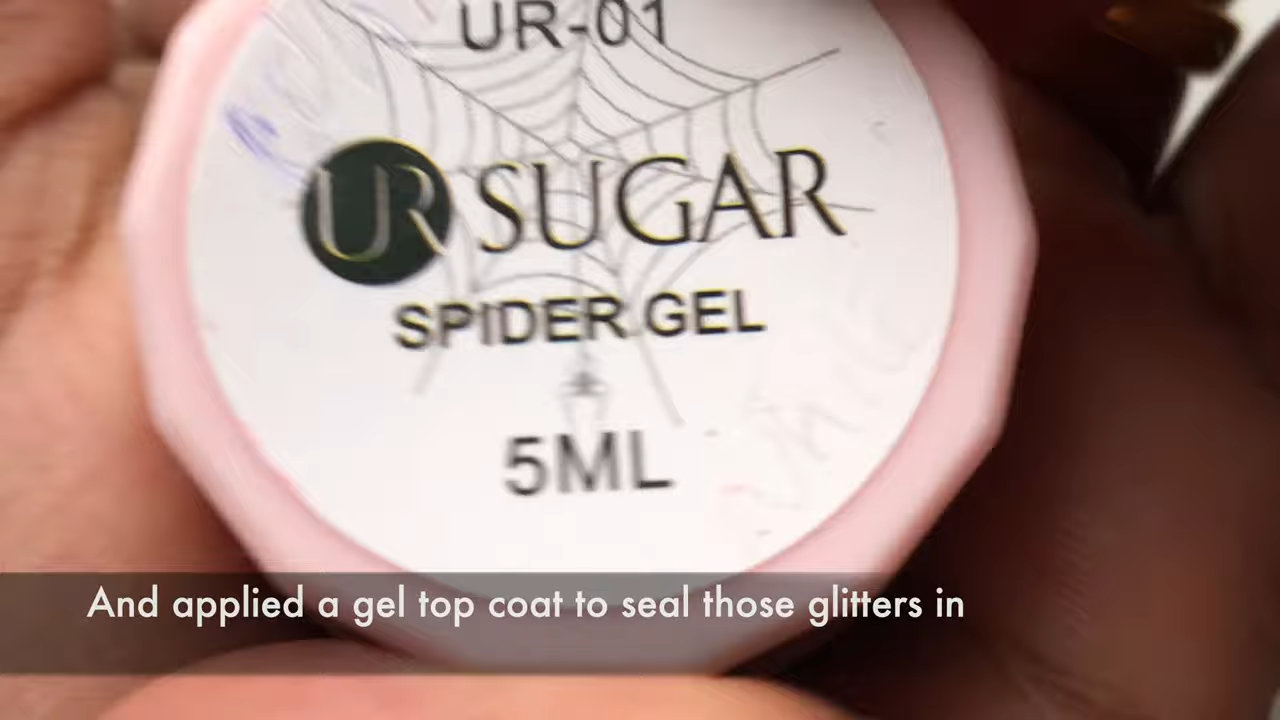 UR-01
UR SUGAR
SPIDER GEL
5ML
And applied a gel top coat to seal those glitters in